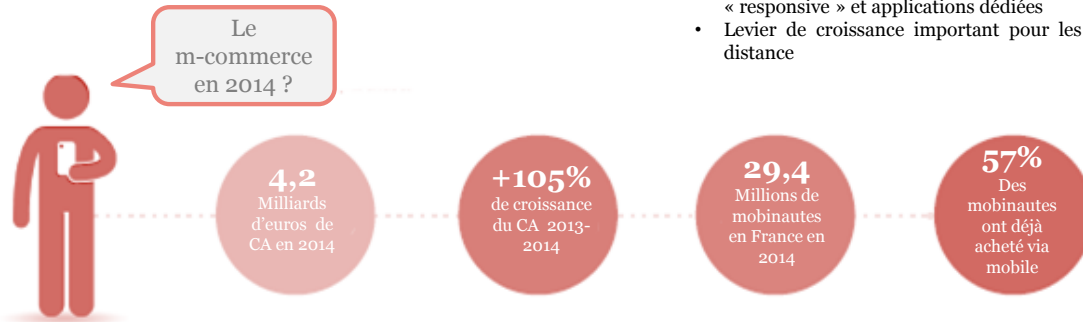 « responsive » et applications dédiées
• Levier de croissance important pour les
distance
Le
m-commerce
en 2014 ?
4,2
Milliards
d'euros de
CA en 2014
+105%
de croissance
du CA 2013-
2014
29,4
Millions de
mobinautes
en France en
2014
57%
Des
mobinautes
ont déjà
acheté via
mobile